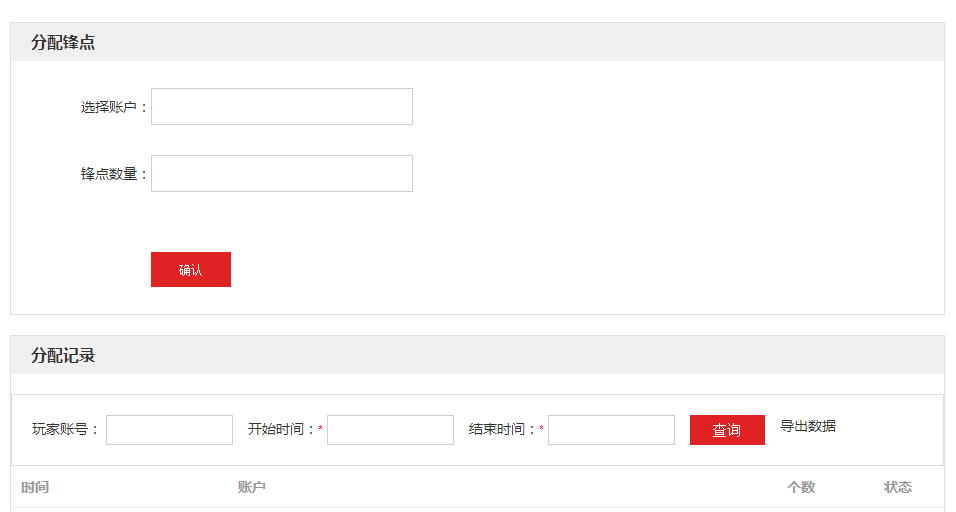 分配锋点
选择账户：
锋点数量：
确认
分配记录
玩家账号： 开始时间：* 结束时间：* 查询 导出数据
时间 账户 个数 状态